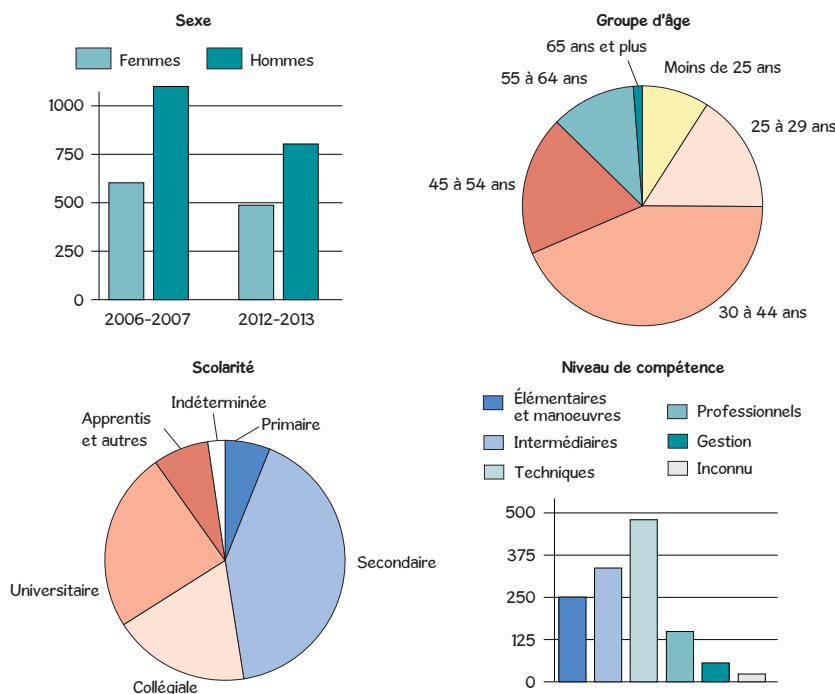 Sexe
Femmes Hommes
1000
750
500
250
0
2006-2007 2012-2013
Groupe d'âge
65 ans et plus
Moins de 25 ans
55 à 64 ans
25 à 29 ans
45 à 54 ans
30 à 44 ans
Scolarité
Indéterminée
Apprentis
et autres
Primaire
Secondaire
Universitaire
Collégiale
Niveau de compétence
Élémentaires
et manoeuvres
Professionnels
Intermédiaires
Gestion
Techniques
Inconnu
500
375
250
125
0